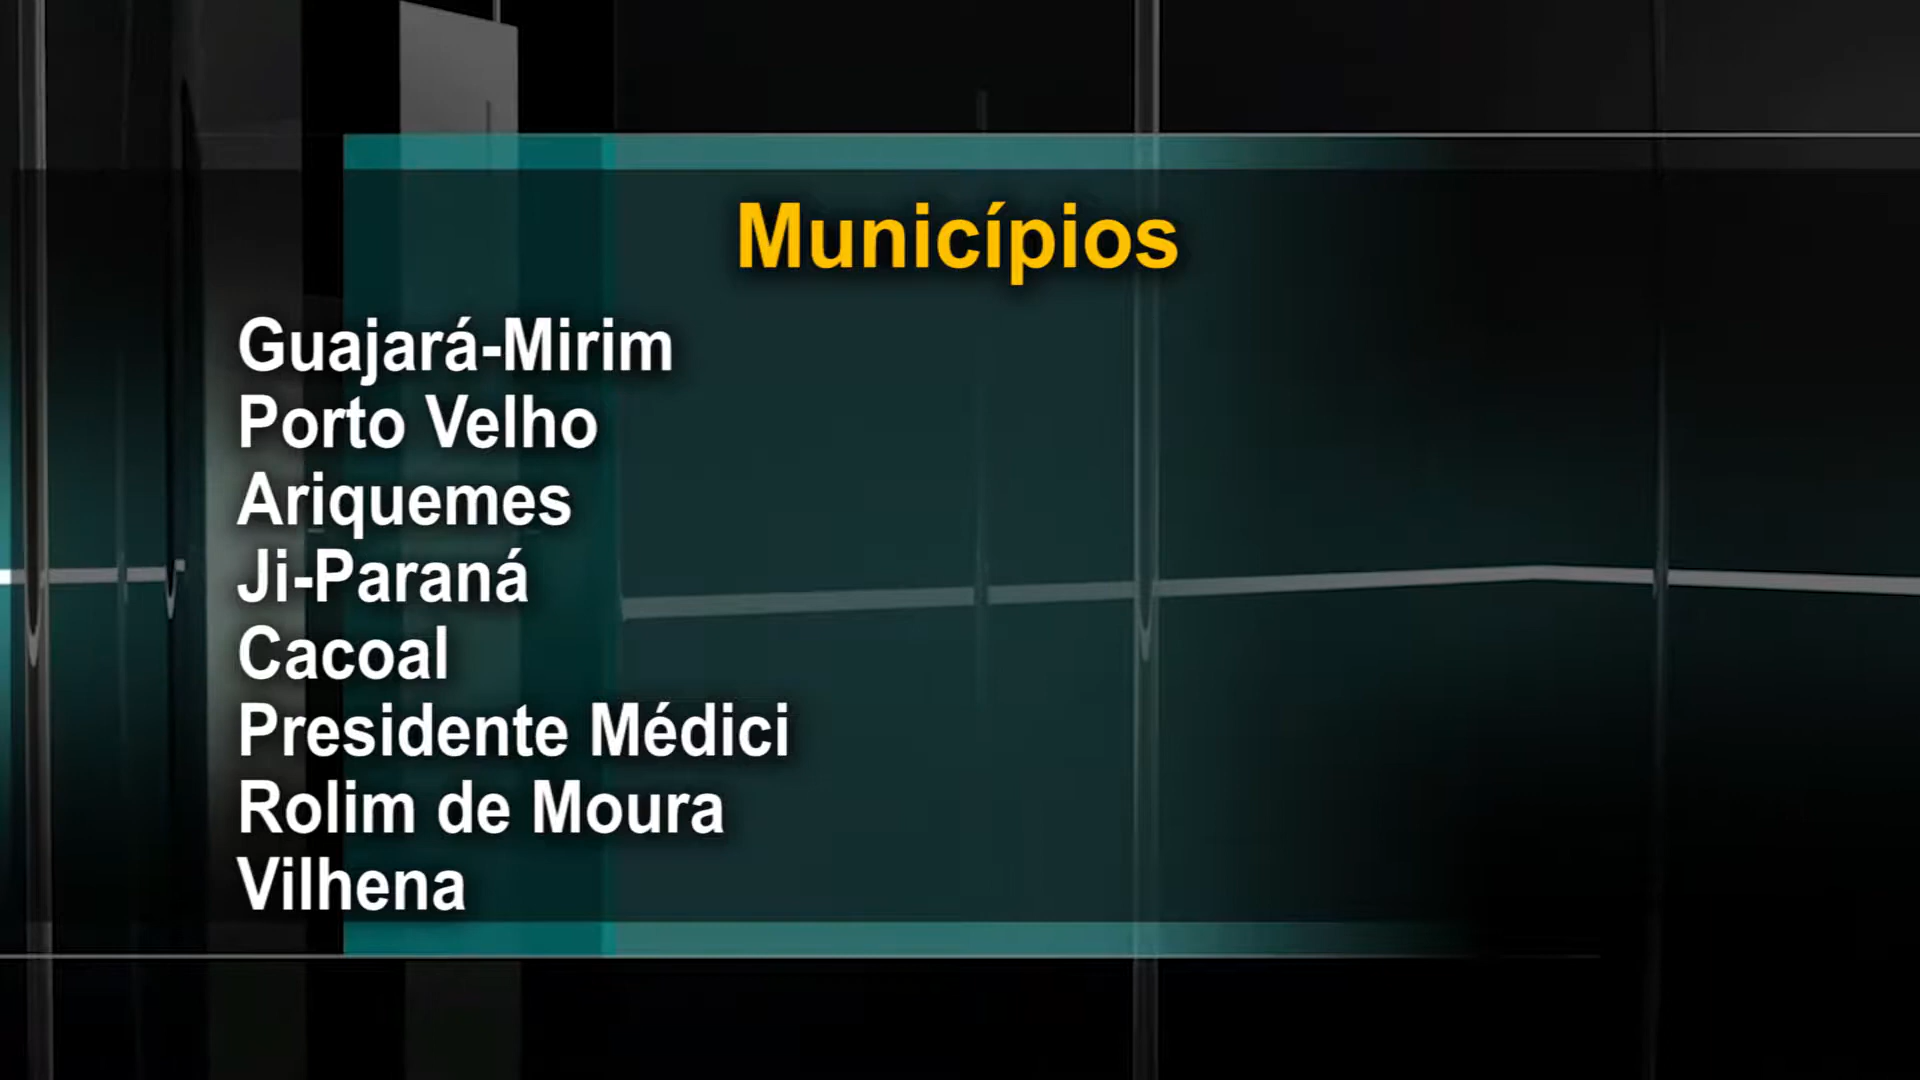 Municípios
Guajará-Mirim
Porto Velho
Ariquemes
Ji-Paraná
Cacoal
Presidente Médici
Rolim de Moura
Vilhena